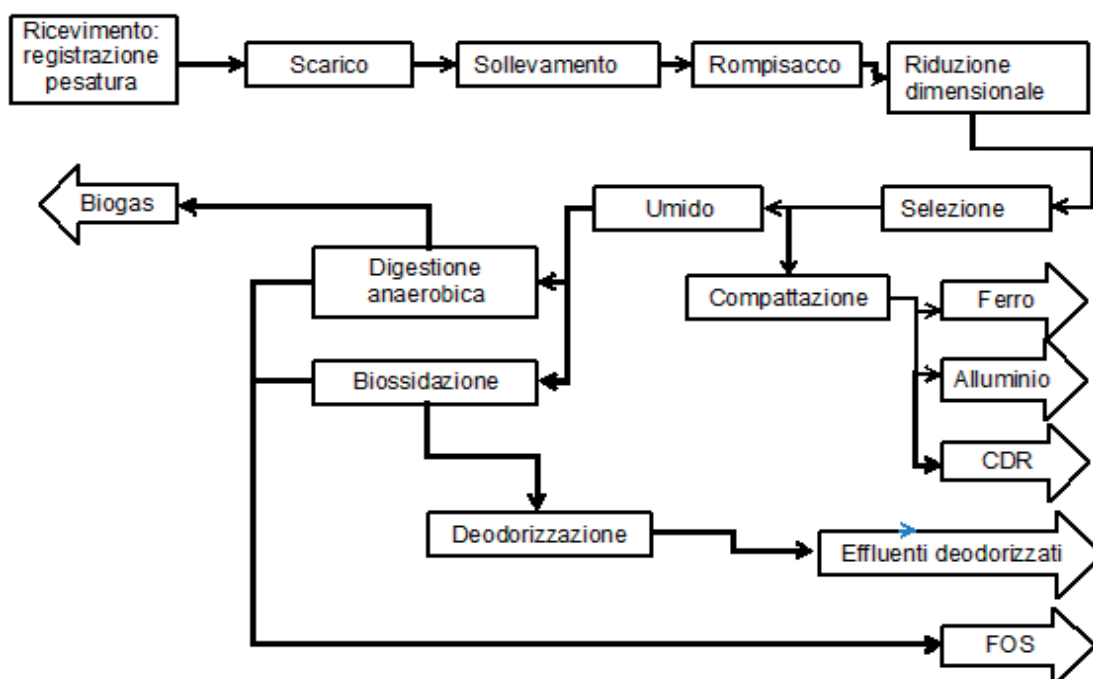 Ricevimento:
registrazione
pesatura
Scarico
Sollevamento
Rompisacco
Riduzione
dimensionale
Biogas
Umido
Selezione
Digestione
anaerobica
Compattazione
Ferro
Biossidazione
Alluminio
CDR
Deodorizzazione
Effluenti deodorizzati
FOS